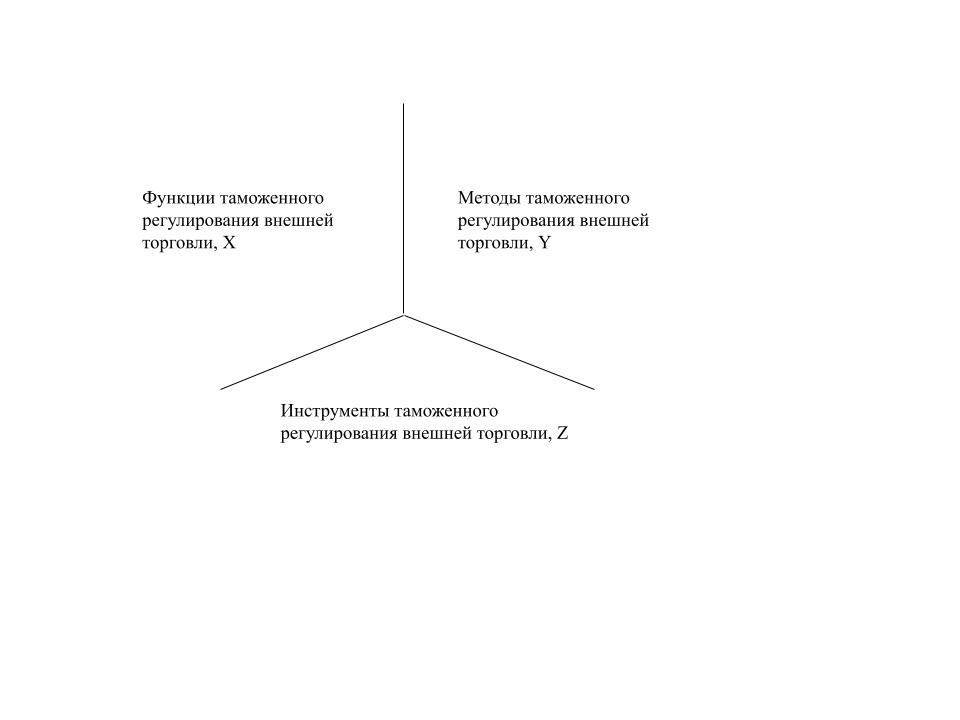 Функции таможенного
регулирования внешней
торговли, X
Методы таможенного
регулирования внешней
торговли, Y
Инструменты таможенного
регулирования внешней торговли, Z